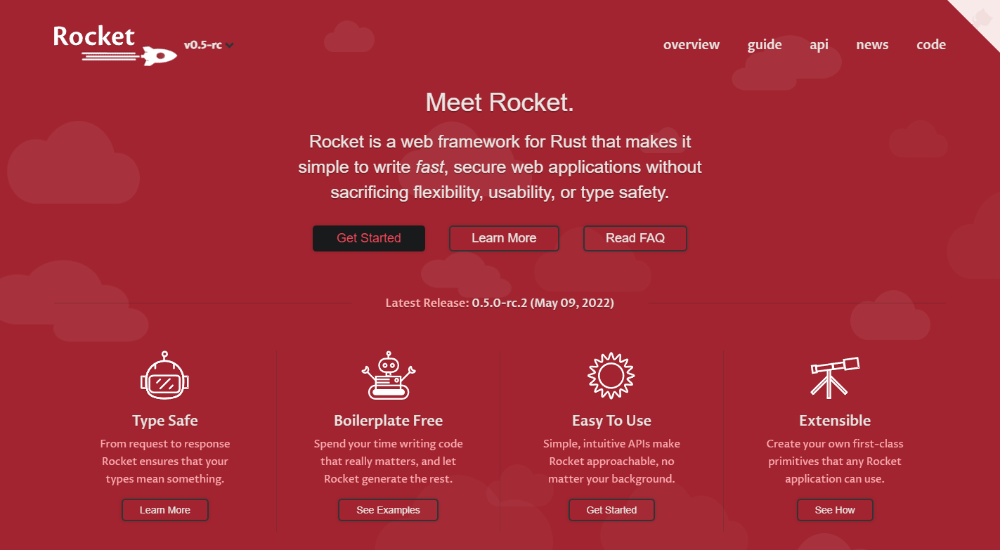 Rocket
v0.5-rc
overview guide api news code
Meet Rocket.
Rocket is a web framework for Rust that makes it
simple to write fast, secure web applications without
sacrificing flexibility, usability, or type safety.
Get Started Learn More Read FAQ
Latest Release: 0.5.0-rc.2 (May 09, 2022)
Type Safe
From request to response
Rocket ensures that your
types mean something.
Learn More
Boilerplate Free
Spend your time writing code
that really matters, and let
Rocket generate the rest.
See Examples
Easy To Use
Simple, intuitive APIs make
Rocket approachable, no
matter your background.
Get Started
Extensible
Create your own first-class
primitives that any Rocket
application can use.
See How